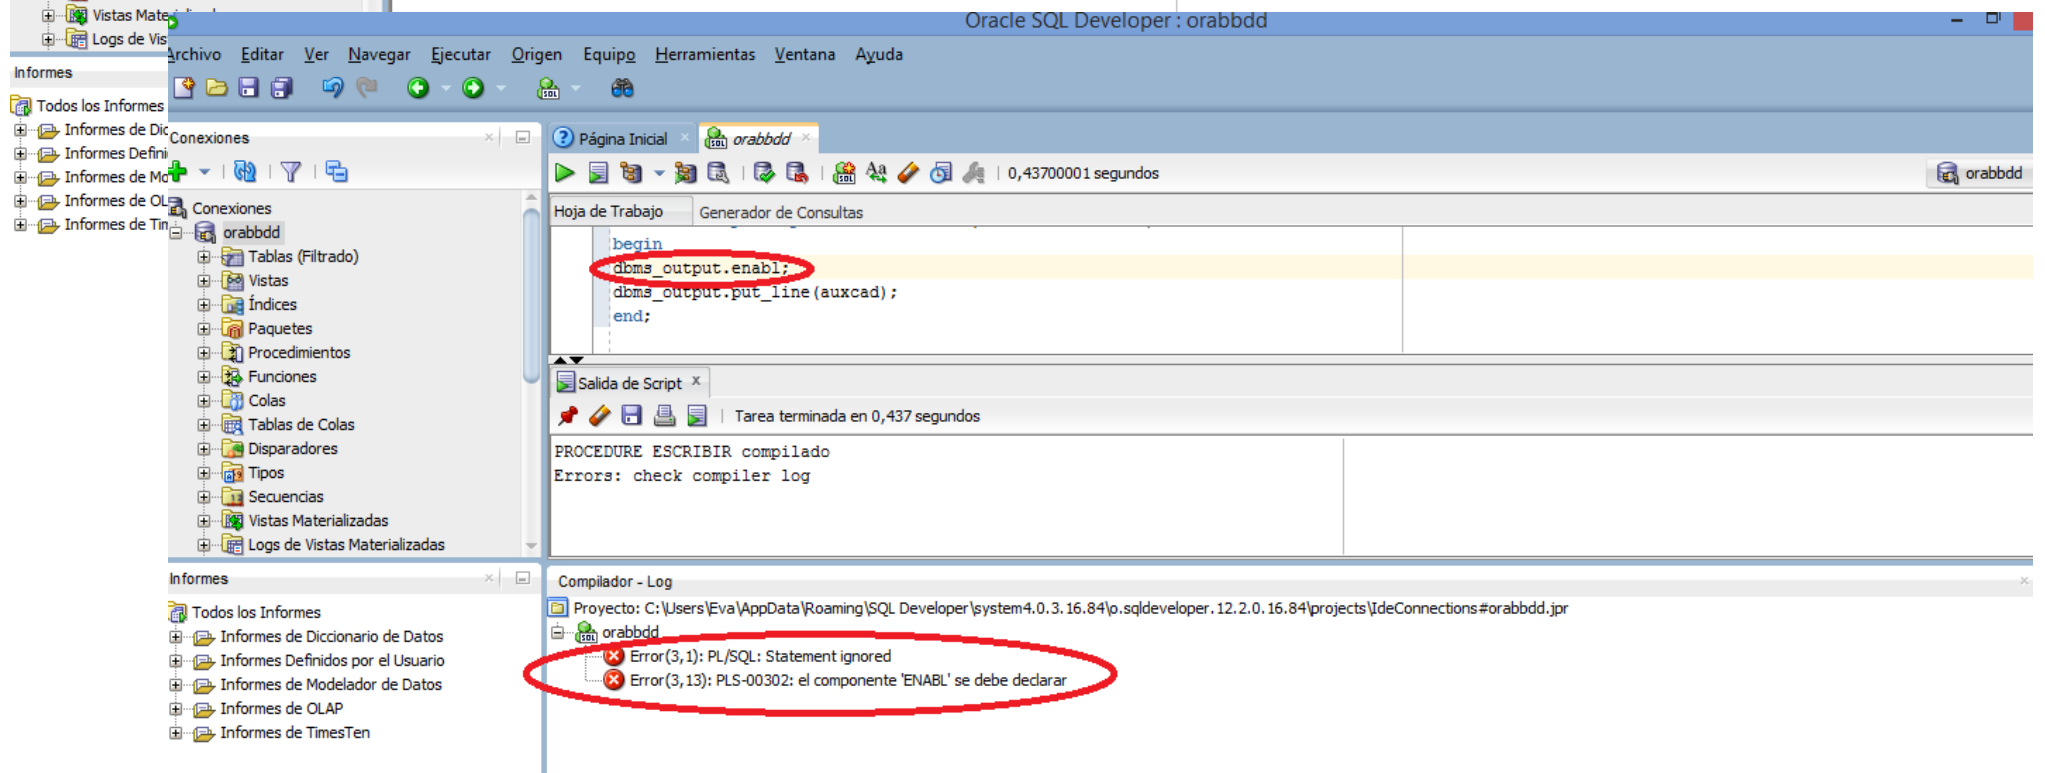 Vistas Mate
Logs de Vis
Informes
Todos los Informes
Informes de Dic
Informes Defini
Informes de Mo
Informes de OL
Informes de Tim
Oracle SQL Developer : orabbdd
Archivo Editar Ver Navegar Ejecutar Origen Equipo Herramientas Ventana Ayuda
Conexiones
Conexiones
orabbdd
Tablas (Filtrado)
Vistas
Índices
Paquetes
Procedimientos
Funciones
Colas
Tablas de Colas
Disparadores
Tipos
Secuencias
Vistas Materializadas
Logs de Vistas Materializadas
Informes
Todos los Informes
Informes de Diccionario de Datos
Informes Definidos por el Usuario
Informes de Modelador de Datos
Informes de OLAP
Informes de TimesTen
Página Inicial orabbdd
0,43700001 segundos orabbdd
Hoja de Trabajo Generador de Consultas
begin
dbms_output.enabl;
dbms_output.put_line(auxcad);
end;
Salida de Script
Tarea terminada en 0,437 segundos
PROCEDURE ESCRIBIR compilado
Errors: check compiler log
Compilador - Log
Proyecto: C:\Users\Eva\AppData\Roaming\SQL Developer\system4.0.3.16.84\o.sqldeveloper.12.2.0.16.84\projects\IdeConnections#orabbdd.jpr
orabbdd
Error(3,1): PL/SQL: Statement ignored
Error(3,13): PLS-00302: el componente 'ENABL' se debe declarar